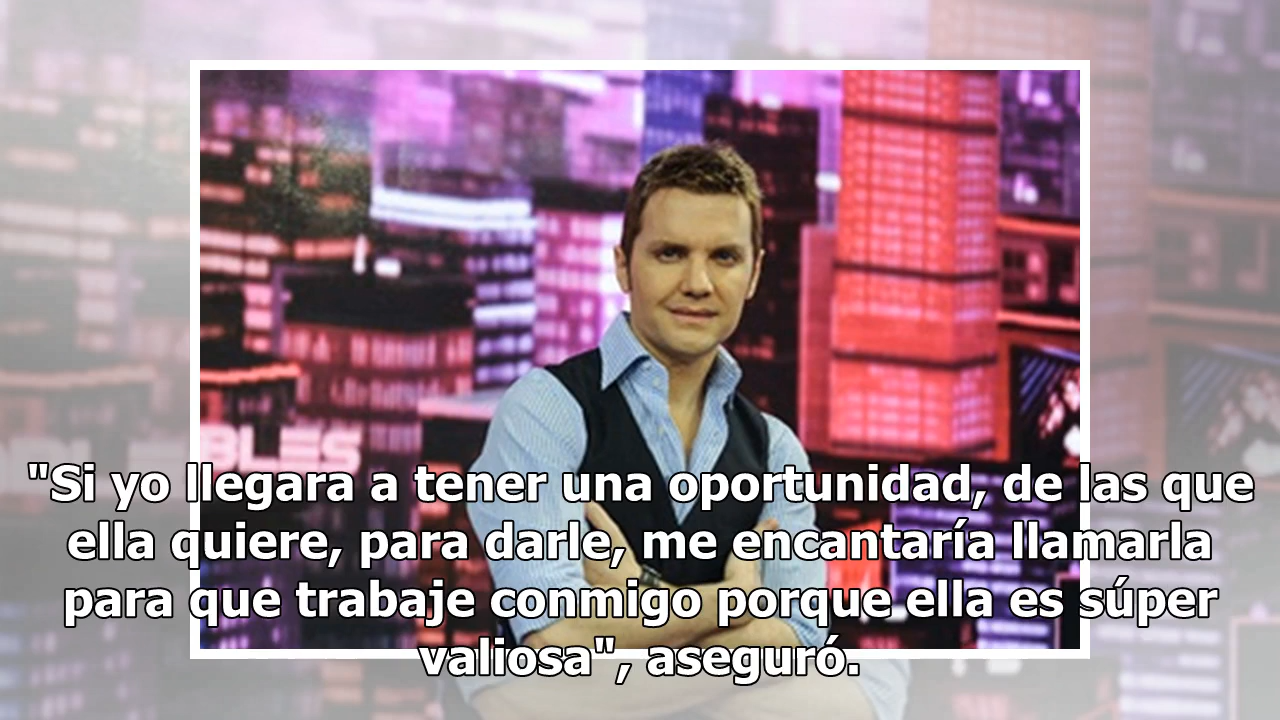 BLES
"Si yo llegara a tener una oportunidad, de las que
ella quiere, para darle, me encantaría llamarla
para que trabaje conmigo porque ella es súper
valiosa", aseguró.